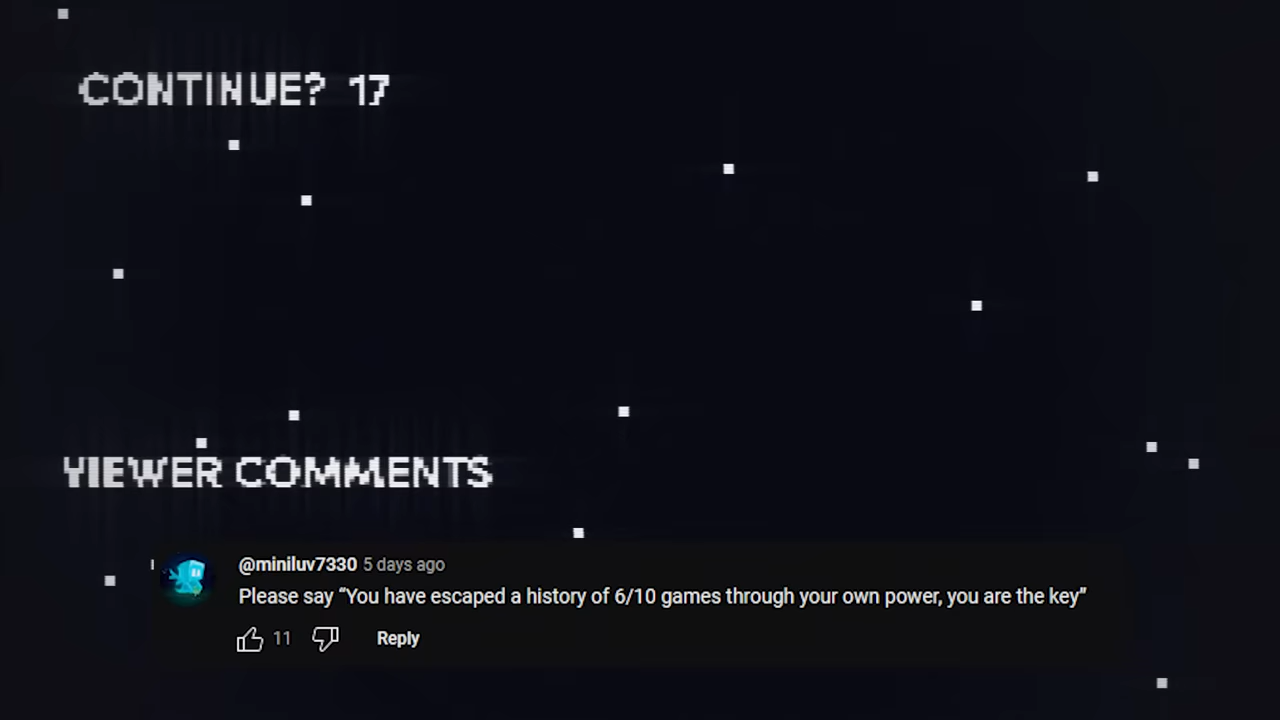 CONTINUE? 17
VIEWER COMMENTS
@miniluv7330 5 days ago
Please say “You have escaped a history of 6/10 games through your own power, you are the key”
11 Reply